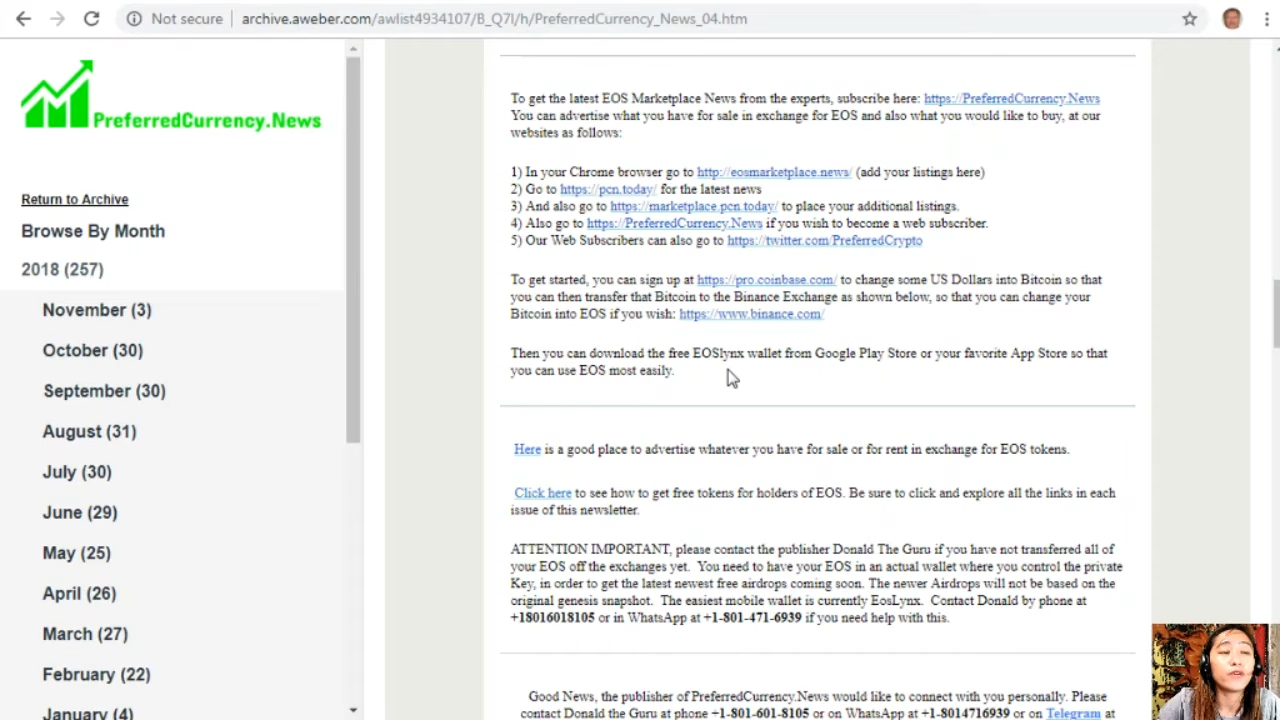 Not secure
archive.aweber.com/awlist4934107/B_Q7I/h/PreferredCurrency_News_04.htm
PreferredCurrency.News
Return to Archive
Browse By Month
2018 (257)
November (3)
October (30)
September (30)
August (31)
July (30)
June (29)
May (25)
April (26)
March (27)
February (22)
January (4)
To get the latest EOS Marketplace News from the experts, subscribe here: https://PreferredCurrency.News
You can advertise what you have for sale in exchange for EOS and also what you would like to buy, at our
websites as follows:
1) In your Chrome browser go to http://eosmarketplace.news/ (add your listings here)
2) Go to https://pcn.today/ for the latest news
3) And also go to https://marketplace.pcn.today/ to place your additional listings.
4) Also go to https://PreferredCurrency.News if you wish to become a web subscriber.
5) Our Web Subscribers can also go to https://twitter.com/PreferredCrypto
To get started, you can sign up at https://pro.coinbase.com/ to change some US Dollars into Bitcoin so that
you can then transfer that Bitcoin to the Binance Exchange as shown below, so that you can change your
Bitcoin into EOS if you wish: https://www.binance.com/
Then you can download the free EOSlynx wallet from Google Play Store or your favorite App Store so that
you can use EOS most easily.
Here is a good place to advertise whatever you have for sale or for rent in exchange for EOS tokens.
Click here to see how to get free tokens for holders of EOS. Be sure to click and explore all the links in each
issue of this newsletter.
ATTENTION IMPORTANT, please contact the publisher Donald The Guru if you have not transferred all of
your EOS off the exchanges yet. You need to have your EOS in an actual wallet where you control the private
Key, in order to get the latest newest free airdrops coming soon. The newer Airdrops will not be based on the
original genesis snapshot. The easiest mobile wallet is currently EosLynx. Contact Donald by phone at
+18016018105 or in WhatsApp at +1-801-471-6939 if you need help with this.
Good News, the publisher of PreferredCurrency.News would like to connect with you personally. Please
contact Donald the Guru at phone +1-801-601-8105 or on WhatsApp at +1-8014716939 or on Telegram at